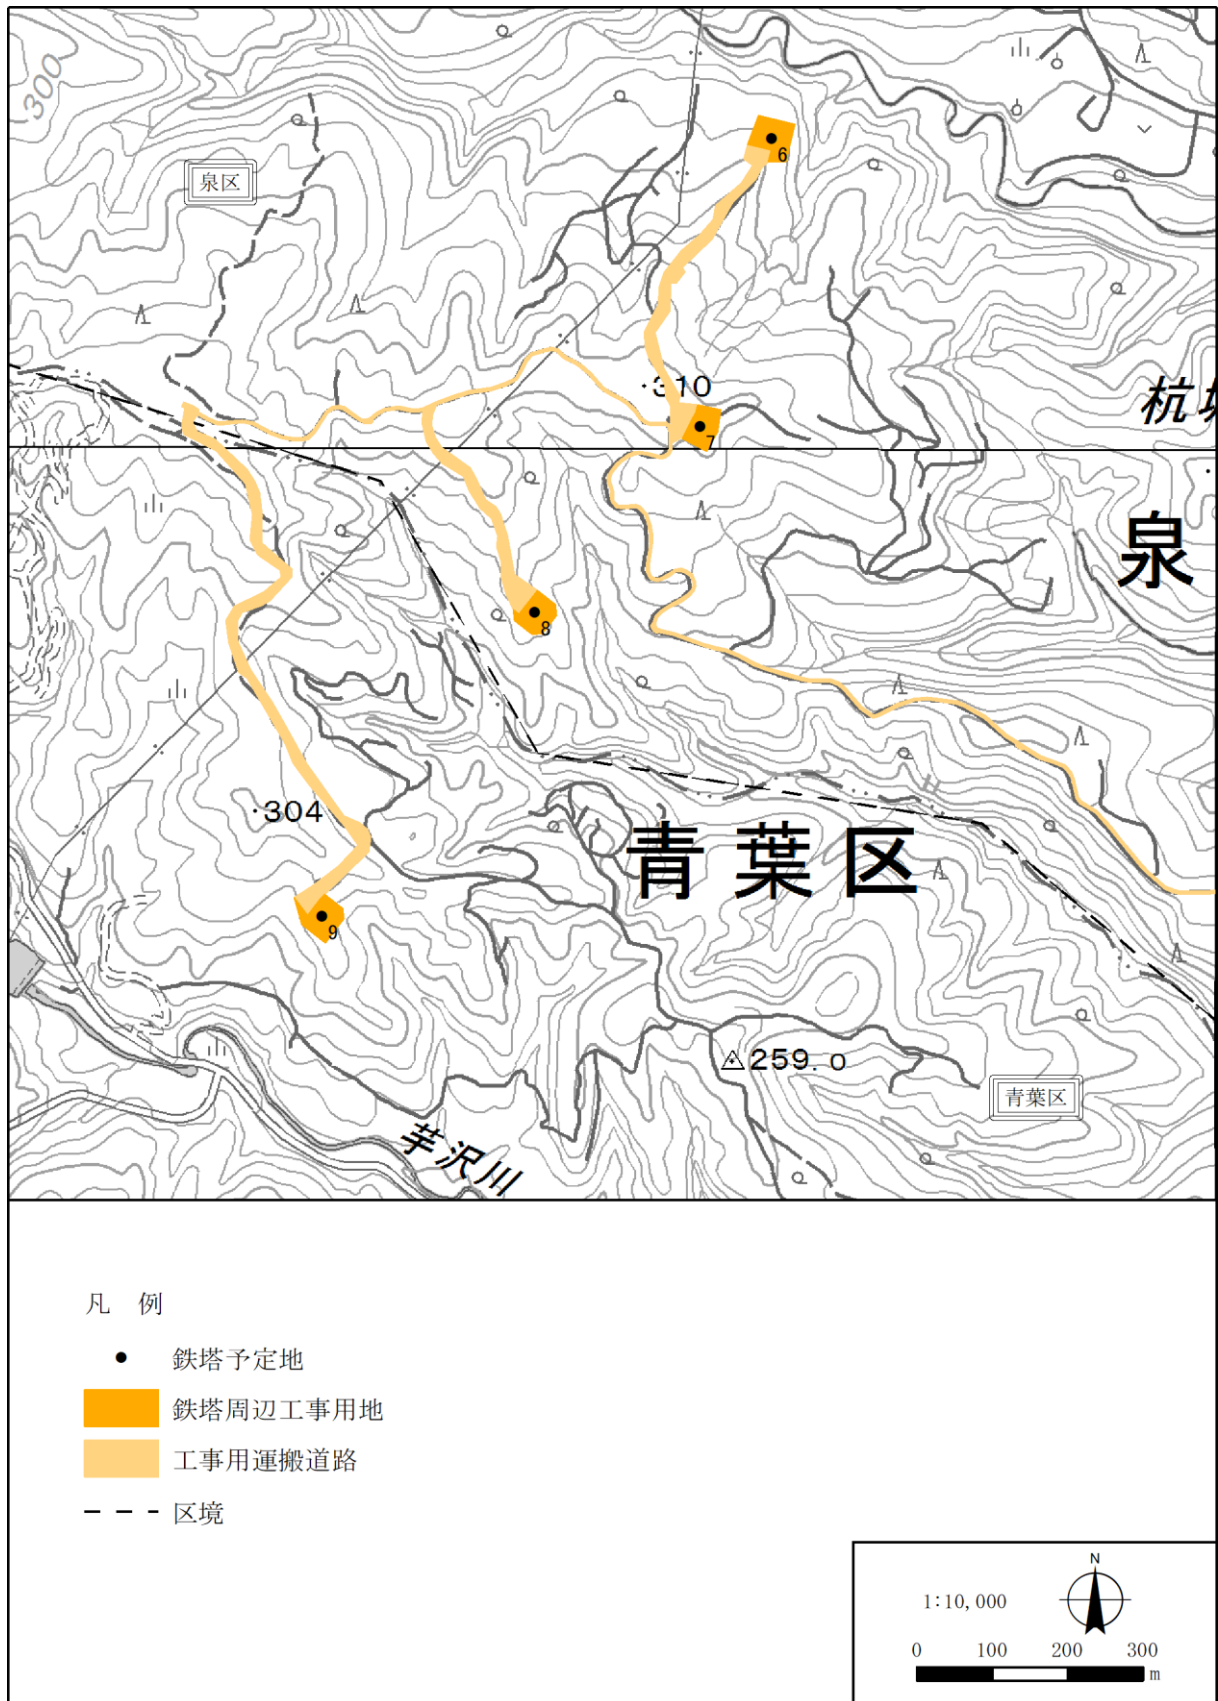 300
泉区
6
310
7
杭
泉
8
304
青葉区
9
259.0
青葉区
芋沢川
凡 例
鉄塔予定地
鉄塔周辺工事用地
工事用運搬道路
区境
N
1:10,000
0 100 200 300
m